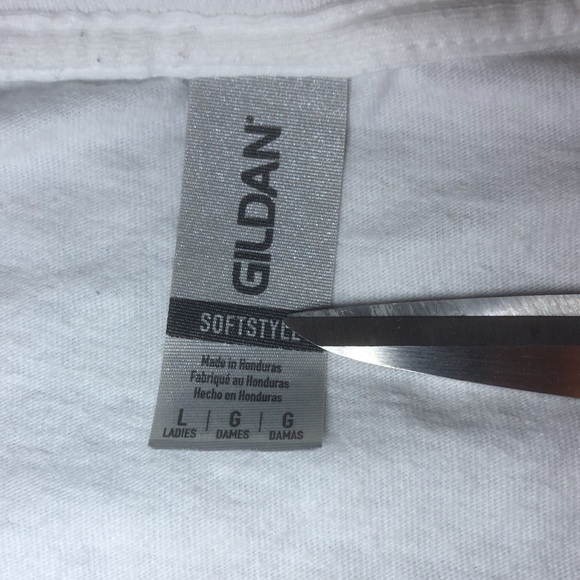 GILDAN®
SOFTSTYLE
Made in Honduras
Fabriqué au Honduras
Hecho en Honduras
L | G | G
LADIES | DAMES | DAMAS